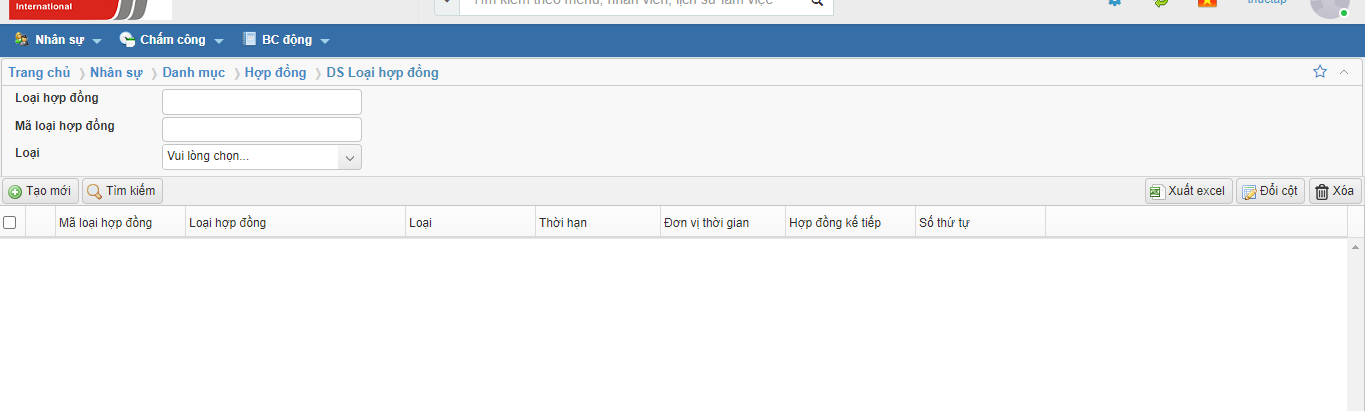 International
Tìm kiếm theo menu, nhân viên, lịch sử làm việc
thuctap
Nhân sự
Chấm công
BC động
Trang chủ
Nhân sự
Danh mục
Hợp đồng
DS Loại hợp đồng
Loại hợp đồng
Mã loại hợp đồng
Loại
Vui lòng chọn...
Tạo mới
Tìm kiếm
Xuất excel
Đổi cột
Xóa
Mã loại hợp đồng
Loại hợp đồng
Loại
Thời hạn
Đơn vị thời gian
Hợp đồng kế tiếp
Số thứ tự